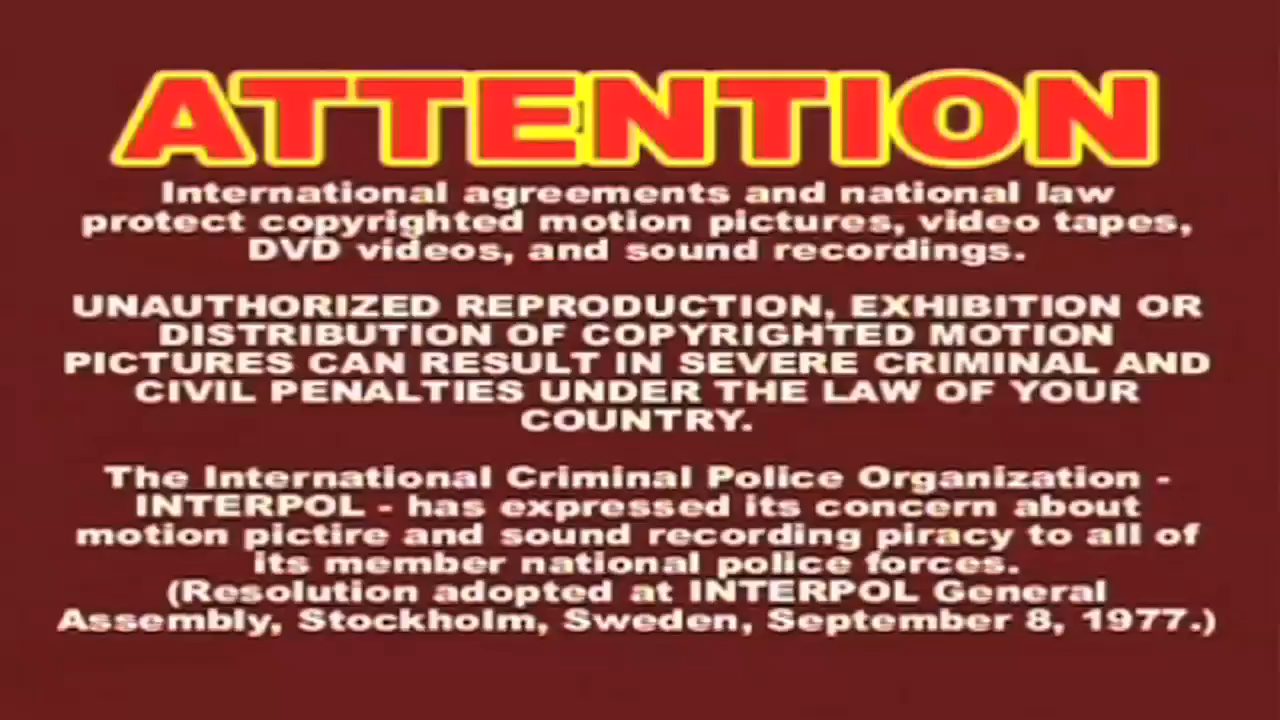 ATTENTION
International agreements and national law
protect copyrighted motion pictures, video tapes,
DVD videos, and sound recordings.
UNAUTHORIZED REPRODUCTION, EXHIBITION OR
DISTRIBUTION OF COPYRIGHTED MOTION
PICTURES CAN RESULT IN SEVERE CRIMINAL AND
CIVIL PENALTIES UNDER THE LAW OF YOUR
COUNTRY.
The International Criminal Police Organization -
INTERPOL - has expressed its concern about
motion pictire and sound recording piracy to all of
its member national police forces.
(Resolution adopted at INTERPOL General
Assembly, Stockholm, Sweden, September 8, 1977.)